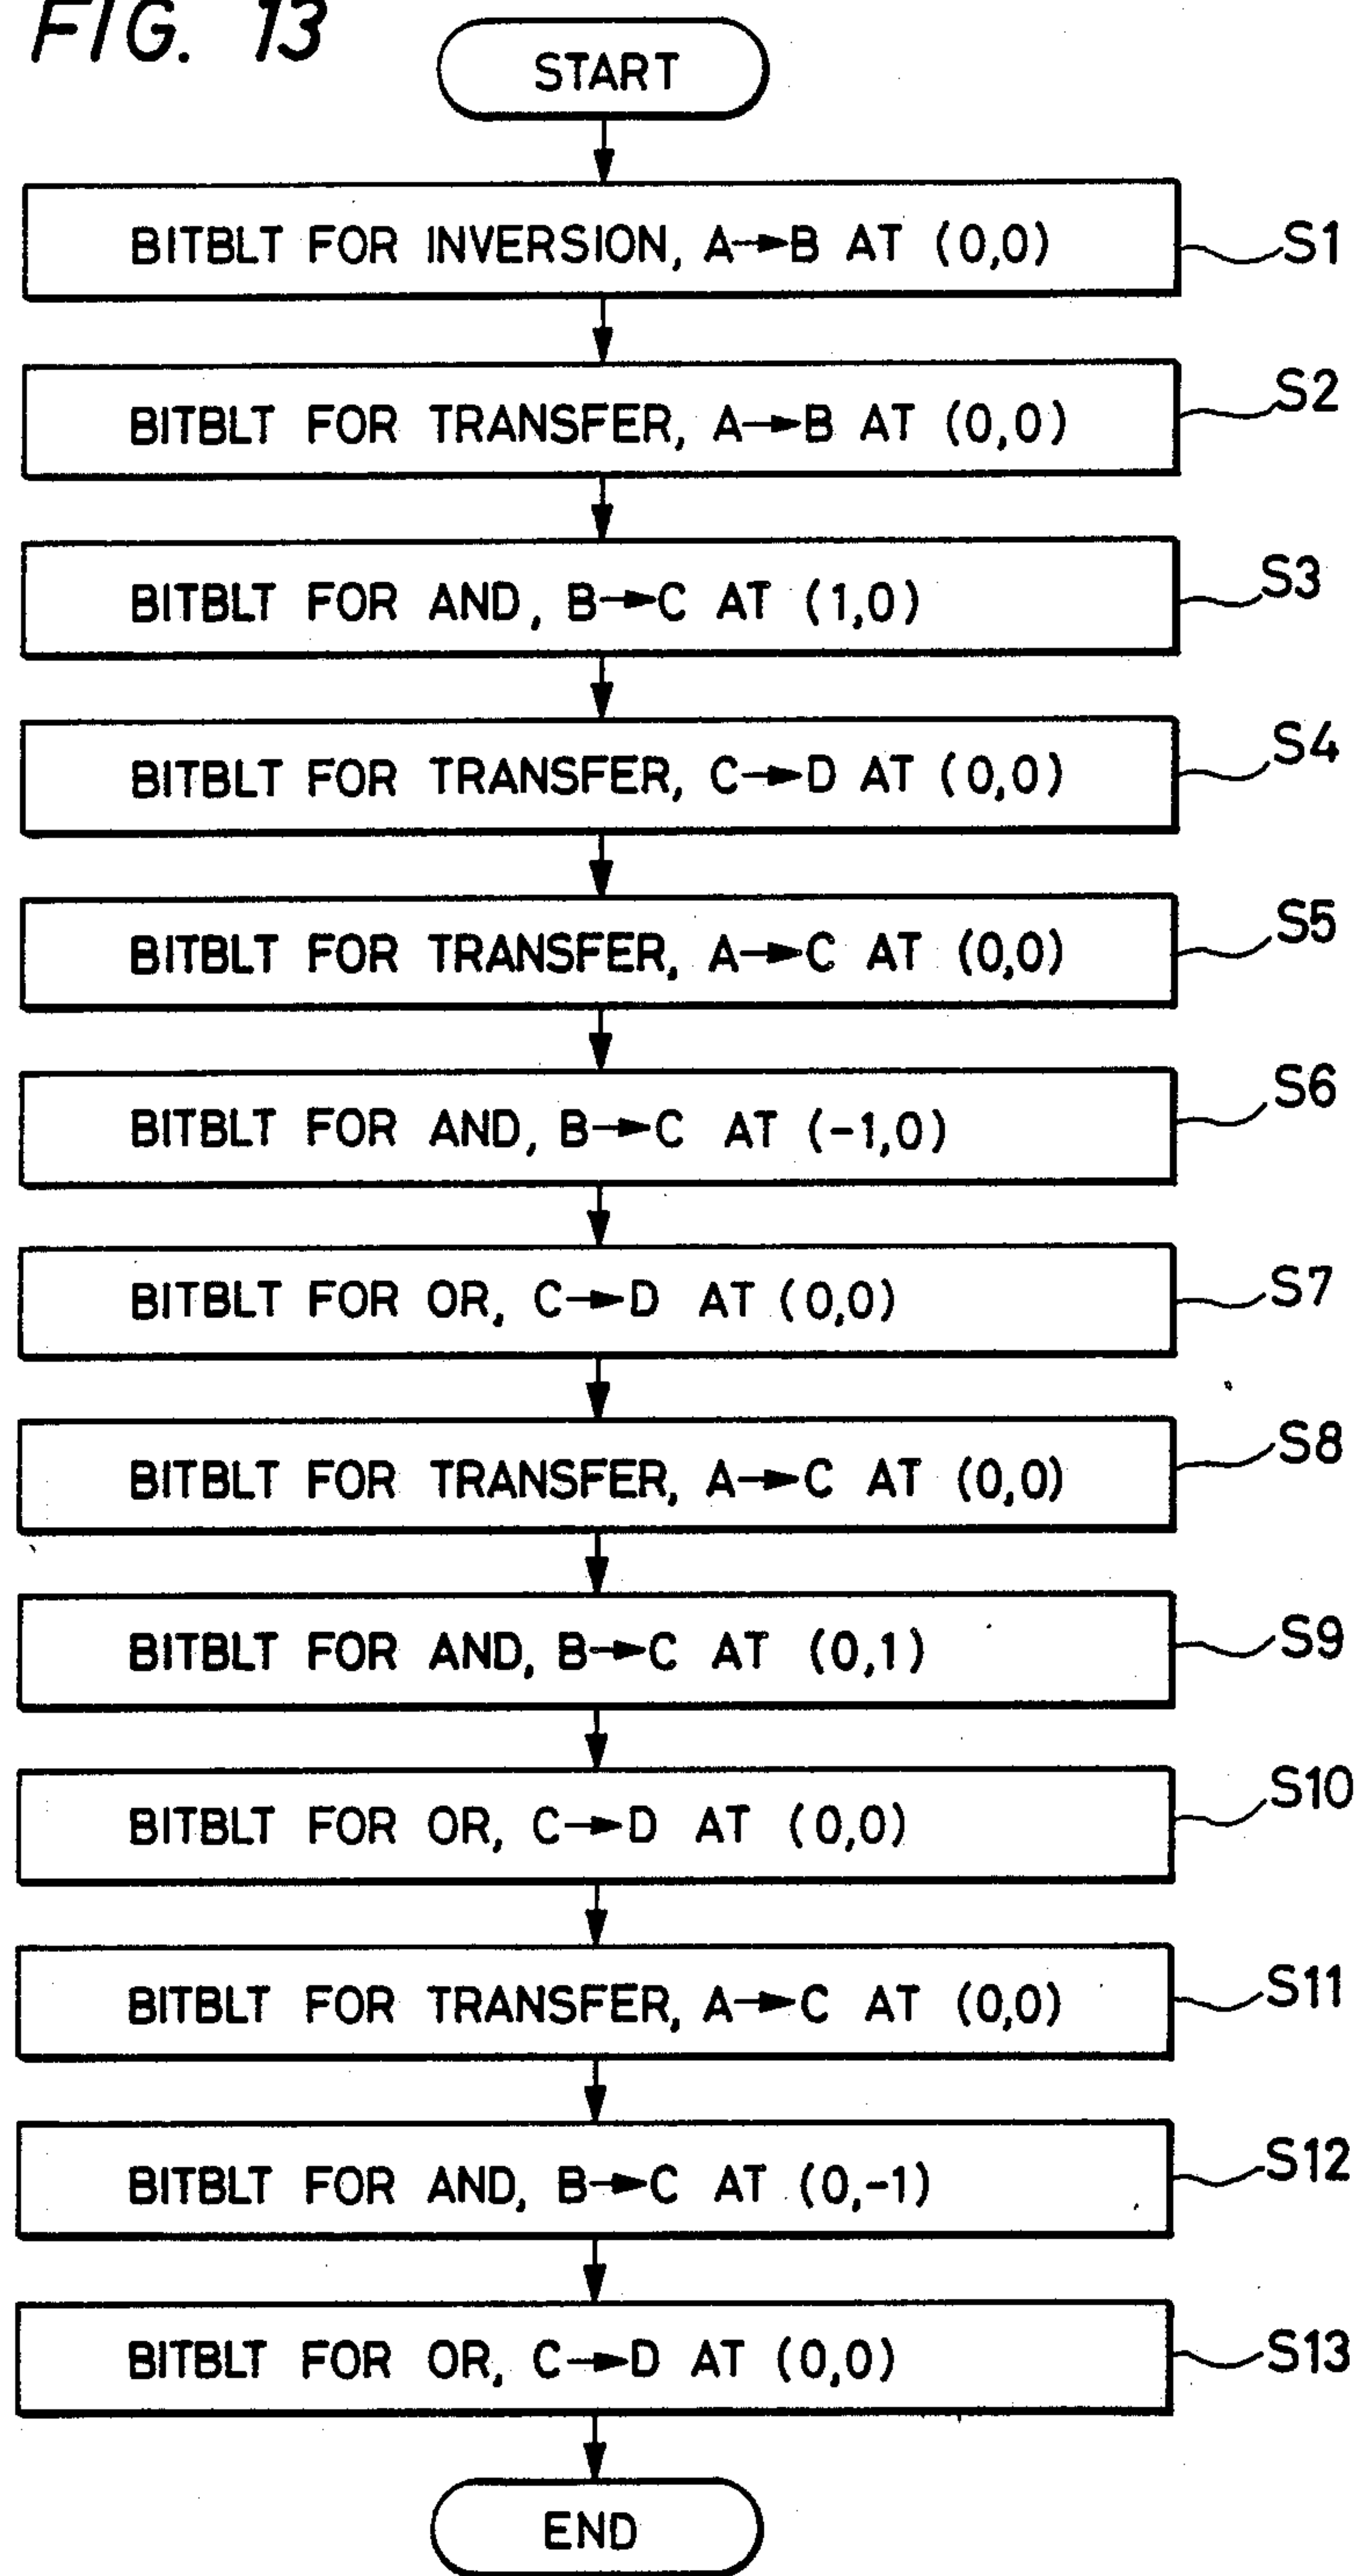 FIG. 13
START
BITBLT FOR INVERSION, A→B AT (0,0)
S1
BITBLT FOR TRANSFER, A→B AT (0,0)
S2
BITBLT FOR AND, B→C AT (1,0)
S3
BITBLT FOR TRANSFER, C→D AT (0,0)
S4
BITBLT FOR TRANSFER, A→C AT (0,0)
S5
BITBLT FOR AND, B→C AT (-1,0)
S6
BITBLT FOR OR, C→D AT (0,0)
S7
BITBLT FOR TRANSFER, A→C AT (0,0)
S8
BITBLT FOR AND, B→C AT (0,1)
S9
BITBLT FOR OR, C→D AT (0,0)
S10
BITBLT FOR TRANSFER, A→C AT (0,0)
S11
BITBLT FOR AND, B→C AT (0,-1)
S12
BITBLT FOR OR, C→D AT (0,0)
S13
END